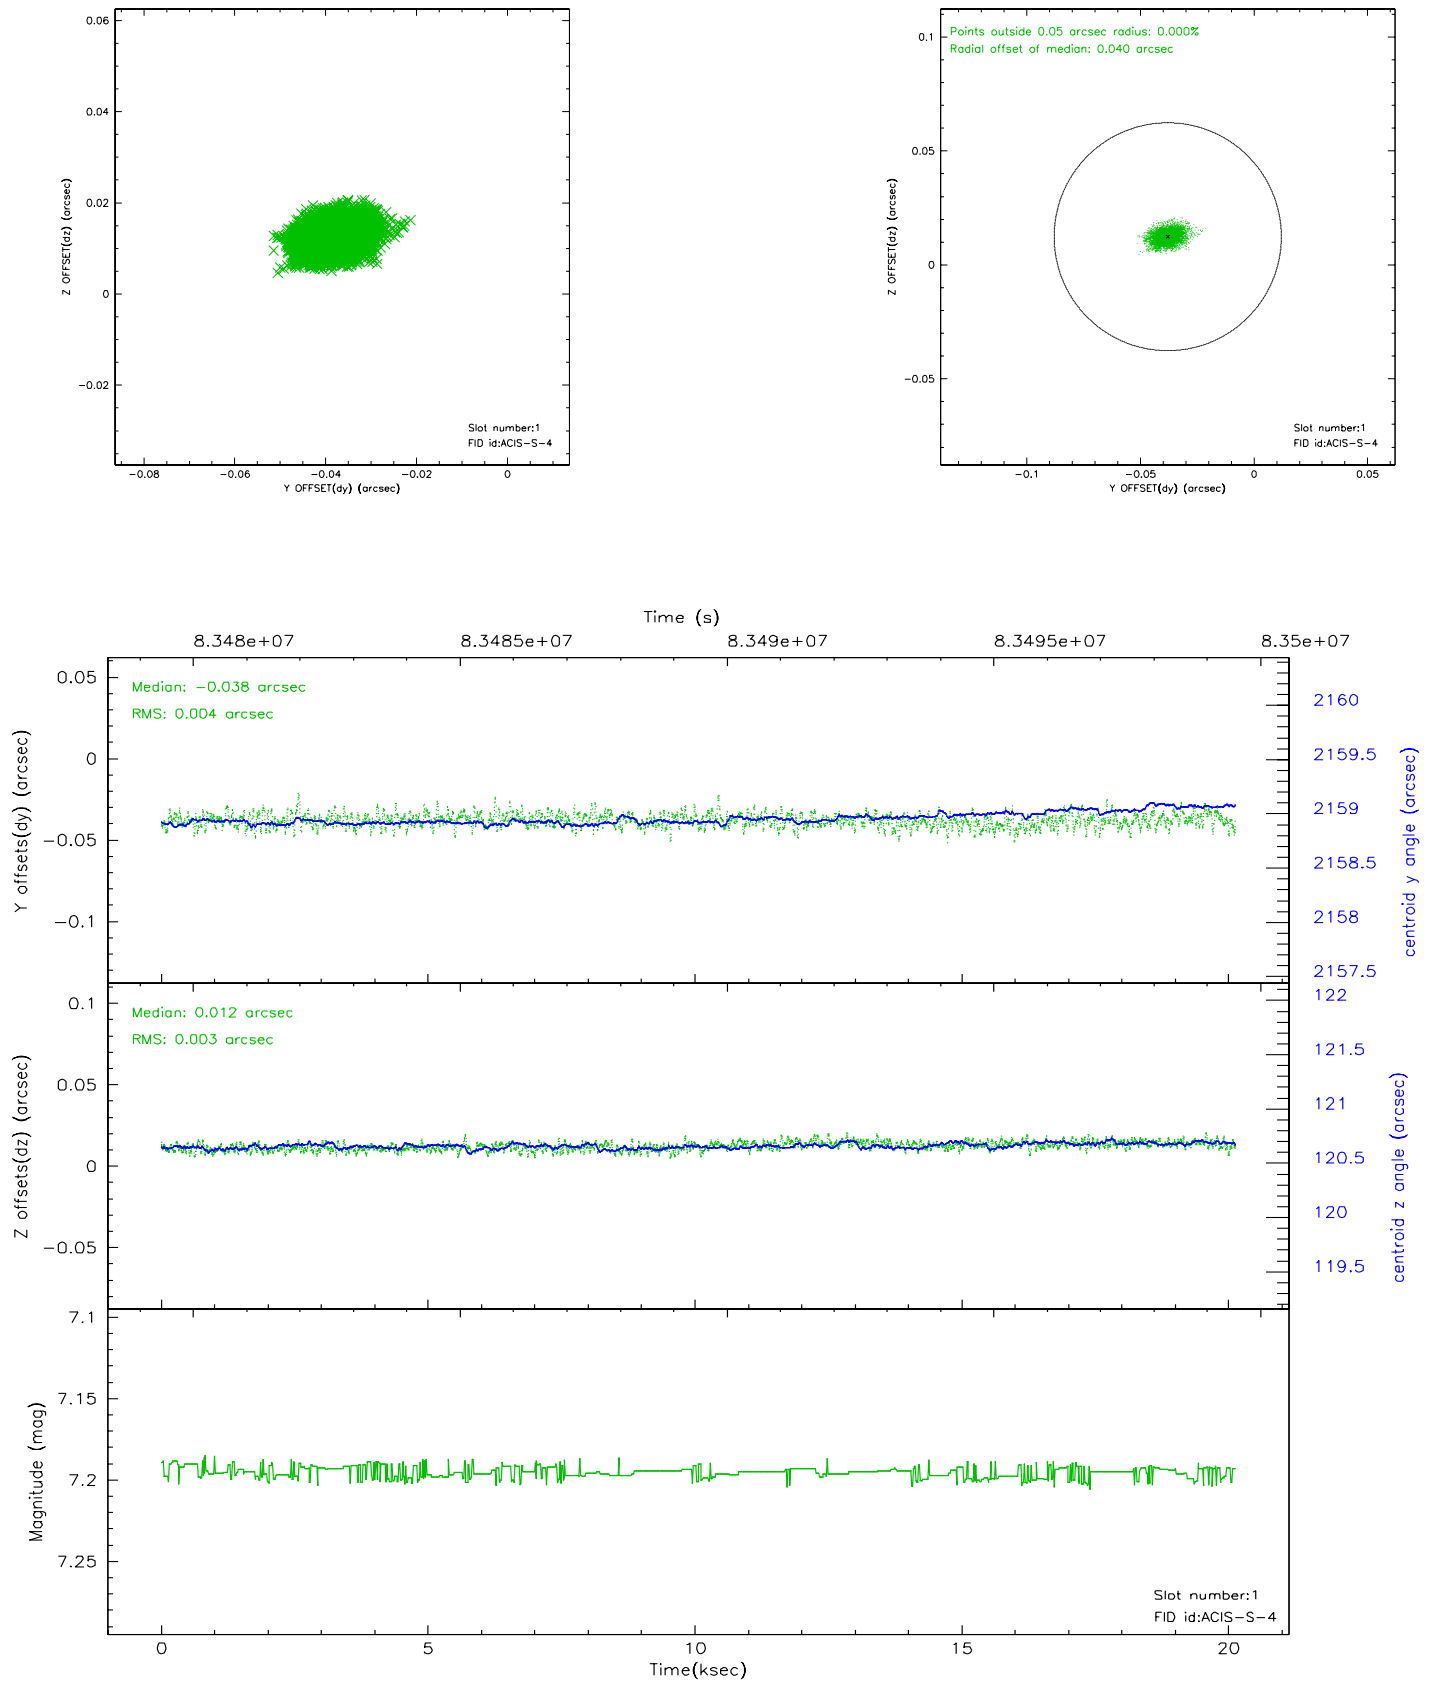 0.06
0.04
0.02
0
−0.02
Z OFFSET(dz) (arcsec)
Slot number:1
FID id:ACIS−S−4
−0.08 −0.06 −0.04 −0.02 0
Y OFFSET(dy) (arcsec)
Points outside 0.05 arcsec radius: 0.000%
Radial offset of median: 0.040 arcsec
0.1
0.05
0
−0.05
Z OFFSET(dz) (arcsec)
Slot number:1
FID id:ACIS−S−4
−0.1 −0.05 0 0.05
Y OFFSET(dy) (arcsec)
Time (s)
8.348e+07 8.3485e+07 8.349e+07 8.3495e+07 8.35e+07
Median: −0.038 arcsec
RMS: 0.004 arcsec
0.05
0
−0.05
−0.1
Y offsets(dy) (arcsec)
2160
2159.5
2159
2158.5
2158
2157.5
centroid y angle (arcsec)
Median: 0.012 arcsec
RMS: 0.003 arcsec
0.1
0.05
0
−0.05
Z offsets(dz) (arcsec)
122
121.5
121
120.5
120
119.5
centroid z angle (arcsec)
7.1
7.15
7.2
7.25
Magnitude (mag)
Slot number:1
FID id:ACIS−S−4
0 5 10 15 20
Time(ksec)